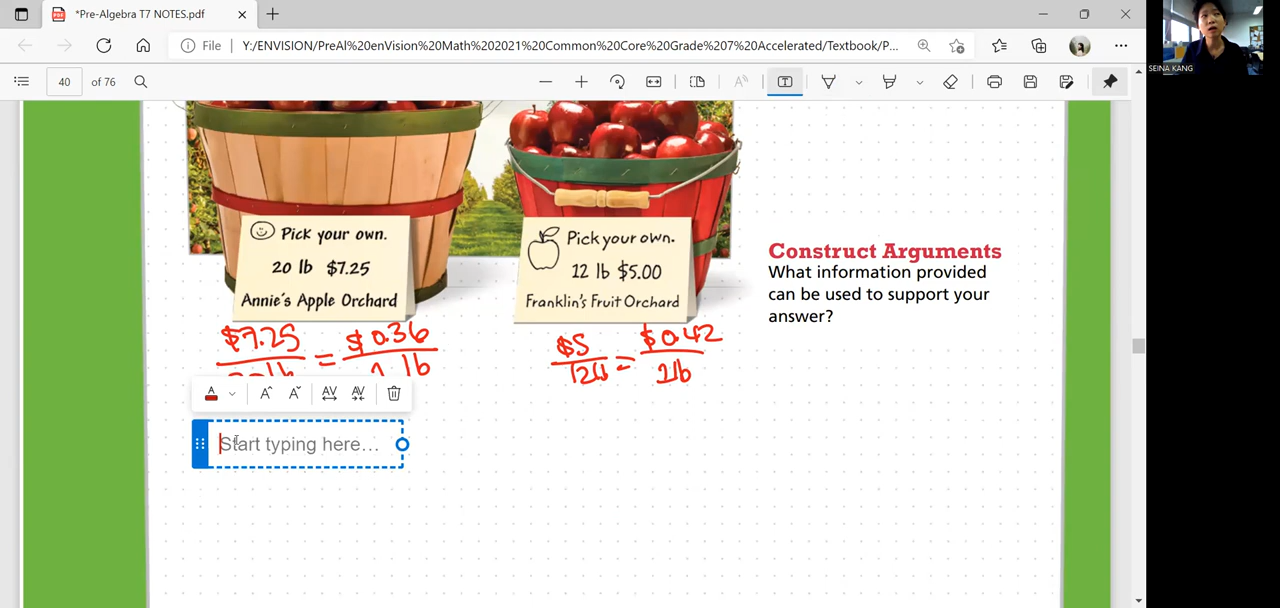 *Pre-Algebra T7 NOTES.pdf
File
Y:/ENVISION/PreAl%20enVision%20Math%202021%20Common%20Core%20Grade%207%20Accelerated/Textbook/P...
40
of 76
SEINA KANG
Pick your own.
20 lb $7.25
Annie's Apple Orchard
Pick your own.
12 lb $5.00
Franklin's Fruit Orchard
Construct Arguments
What information provided
can be used to support your
answer?
$7.25 = $0.36
lb
$5 = $0.42
12lb
lb
Start typing here...